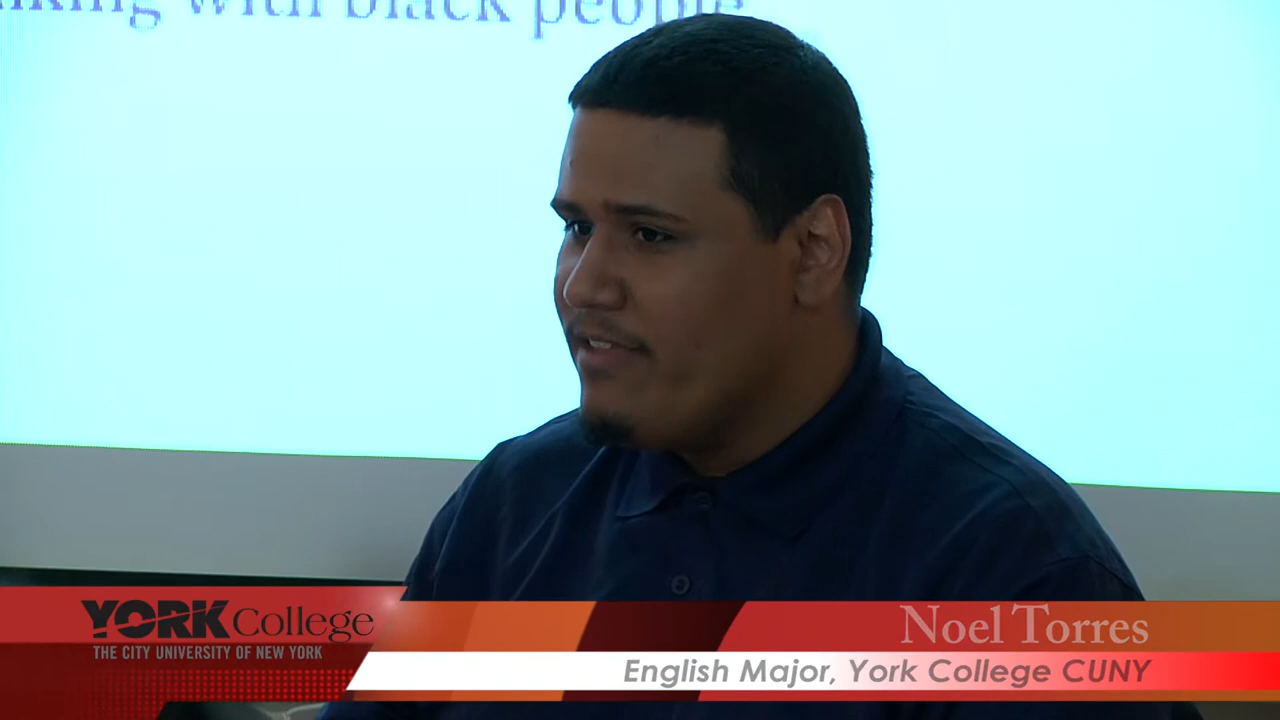 with black people
YORK College
THE CITY UNIVERSITY OF NEW YORK
Noel Torres
English Major, York College CUNY